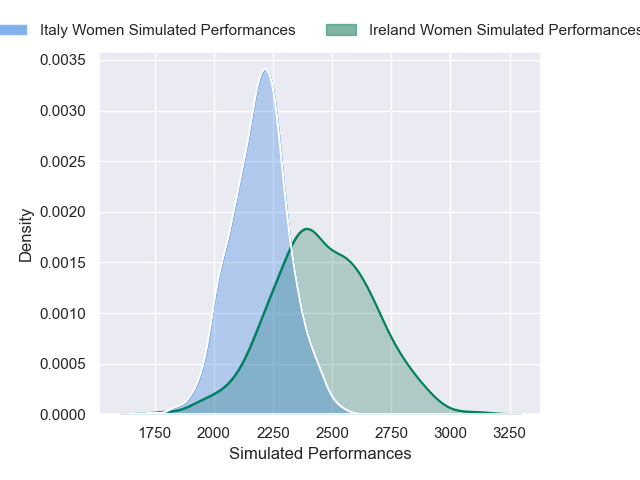 Italy Women Simulated Performances Ireland Women Simulated Performances
0.0035
0.0030
0.0025
0.0020
0.0015
0.0010
0.0005
0.0000
Density
1750 2000 2250 2500 2750 3000 3250
Simulated Performances